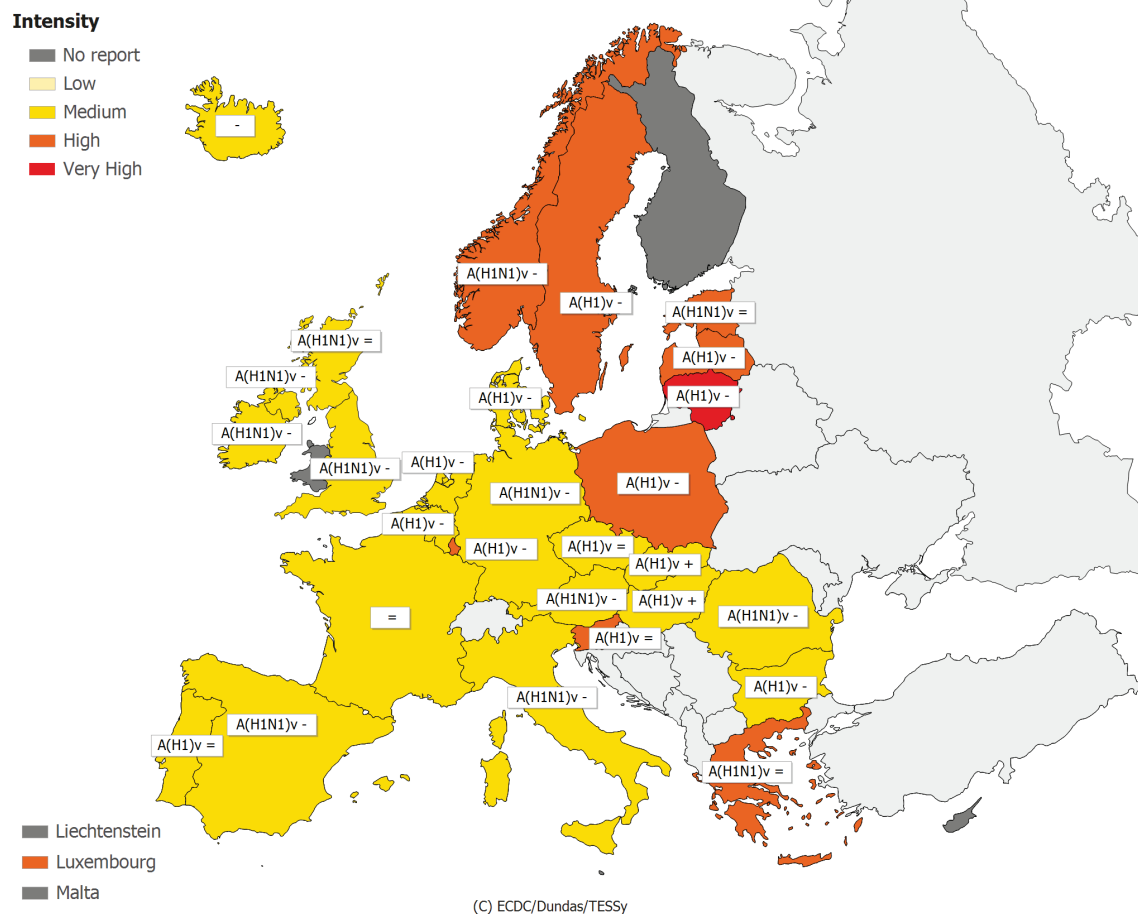 Intensity
No report
Low
Medium
High
Very High
-
A(H1N1)v -
A(H1)v -
A(H1N1)v =
A(H1N1)v =
A(H1)v -
A(H1N1)v -
A(H1)v -
A(H1)v -
A(H1N1)v -
A(H1)v -
A(H1N1)v -
A(H1)v -
A(H1N1)v -
A(H1)v -
A(H1)v -
A(H1)v =
A(H1)v +
A(H1N1)v -
A(H1)v +
=
A(H1N1)v -
A(H1)v =
A(H1)v -
A(H1N1)v -
A(H1N1)v -
A(H1)v =
A(H1N1)v =
Liechtenstein
Luxembourg
Malta
(C) ECDC/Dundas/TESSy